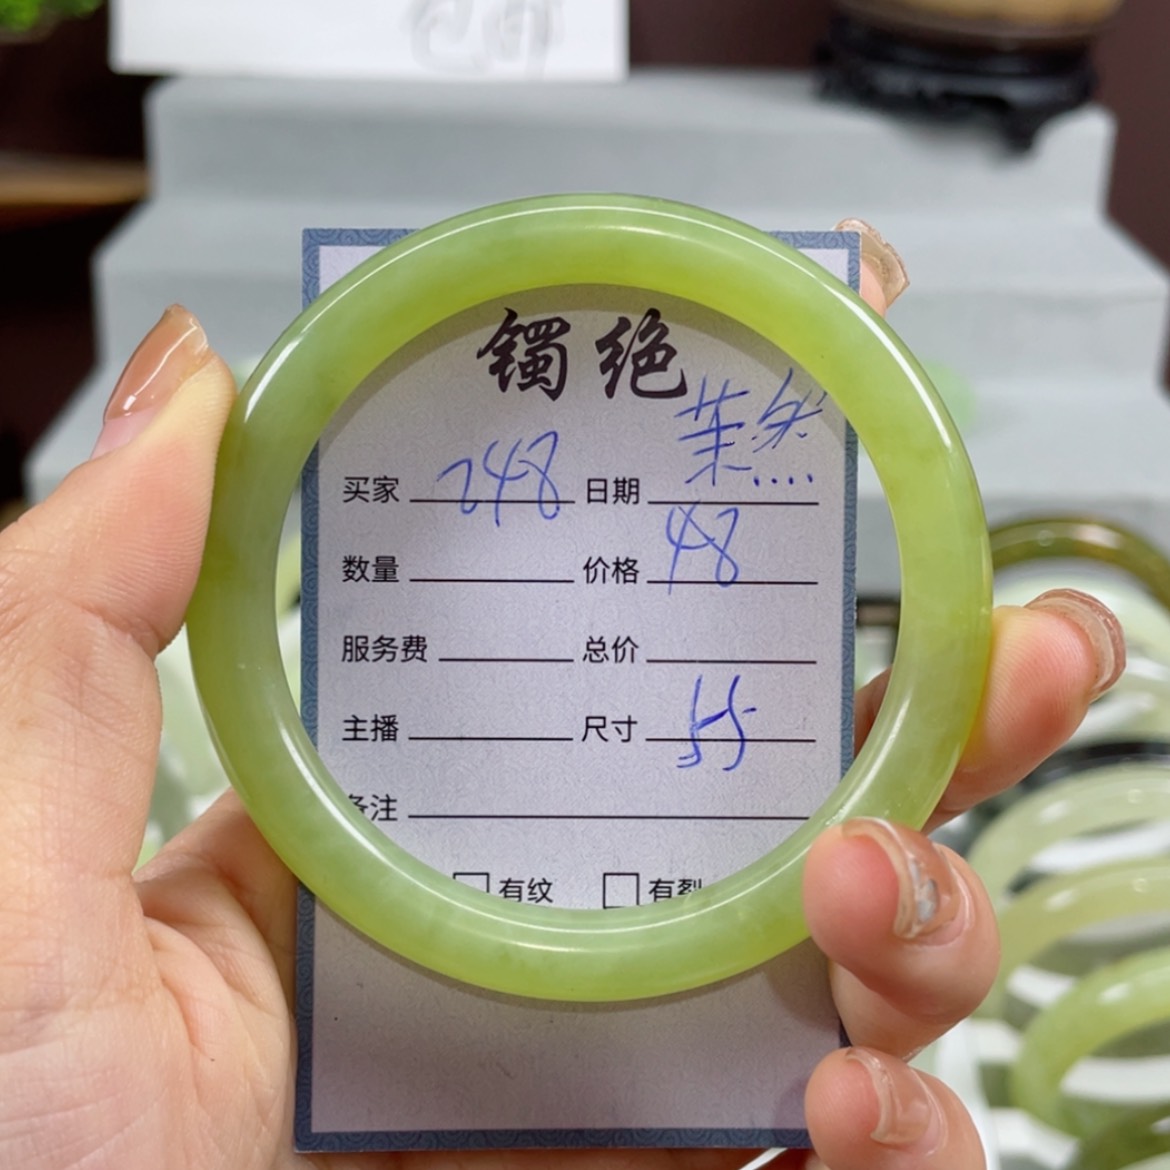 镯绝
茉然
买家 248 日期
数量 价格 48
服务费 总价
主播 尺寸 55
备注
□有纹 □有裂